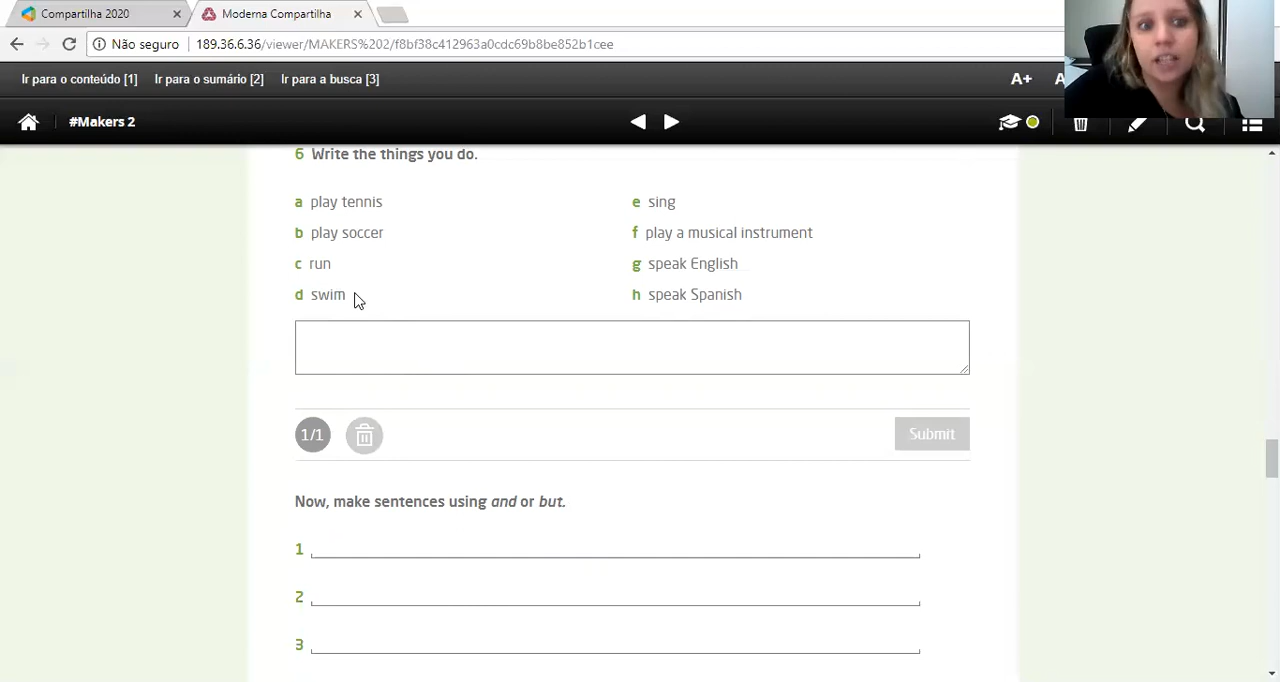 Compartilha 2020
Moderna Compartilha
Não seguro
189.36.6.36/viewer/MAKERS%202/f8bf38c412963a0cdc69b8be852b1cee
Ir para o conteúdo [1] Ir para o sumário [2] Ir para a busca [3]
A+
#Makers 2
6 Write the things you do.
a play tennis
b play soccer
c run
d swim
e sing
f play a musical instrument
g speak English
h speak Spanish
1/1
Submit
Now, make sentences using and or but.
1
2
3